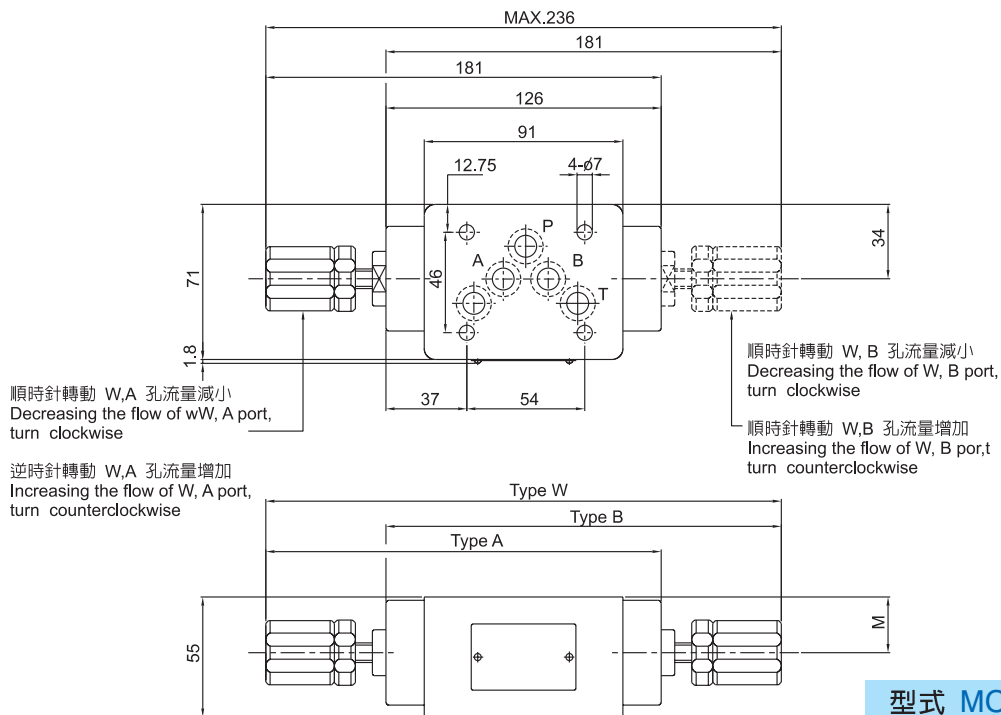 MAX.236
181
181
126
91
12.75
4-ø7
P
A
B
T
34
71
46
1.8
37
54
順時針轉動 W,A 孔流量減小
Decreasing the flow of wW, A port,
turn clockwise
逆時針轉動 W,A 孔流量增加
Increasing the flow of W, A port,
turn counterclockwise
順時針轉動 W, B 孔流量減小
Decreasing the flow of W, B port,
turn clockwise
順時針轉動 W,B 孔流量增加
Increasing the flow of W, B por,t
turn counterclockwise
Type W
Type B
Type A
55
M